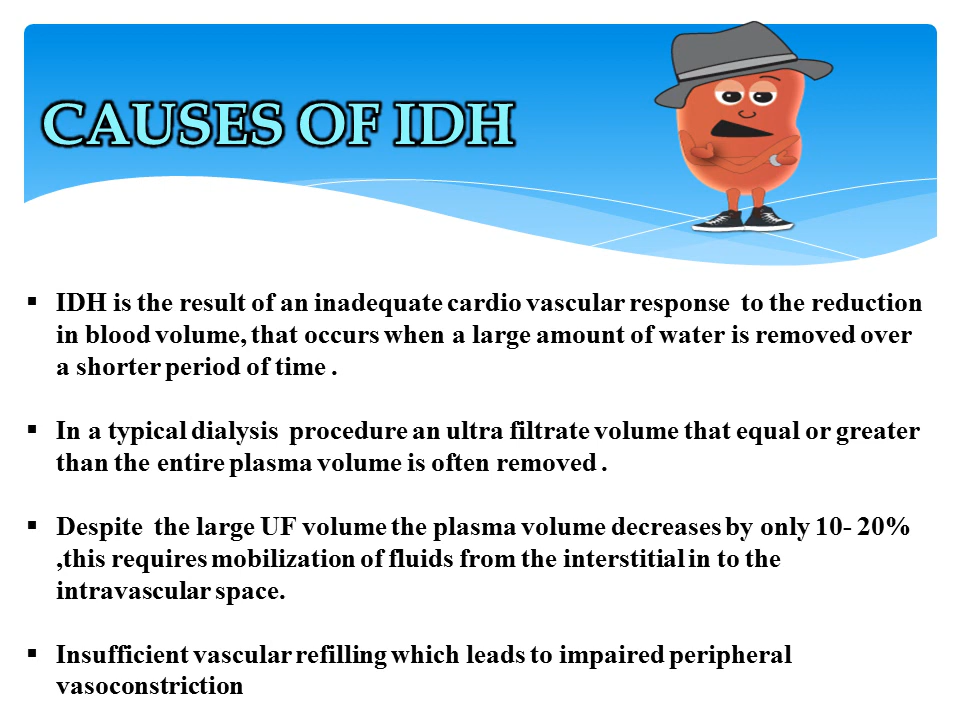 CAUSES OF IDH
▪ IDH is the result of an inadequate cardio vascular response to the reduction
in blood volume, that occurs when a large amount of water is removed over
a shorter period of time .
▪ In a typical dialysis procedure an ultra filtrate volume that equal or greater
than the entire plasma volume is often removed .
▪ Despite the large UF volume the plasma volume decreases by only 10- 20%
,this requires mobilization of fluids from the interstitial in to the
intravascular space.
▪ Insufficient vascular refilling which leads to impaired peripheral
vasoconstriction